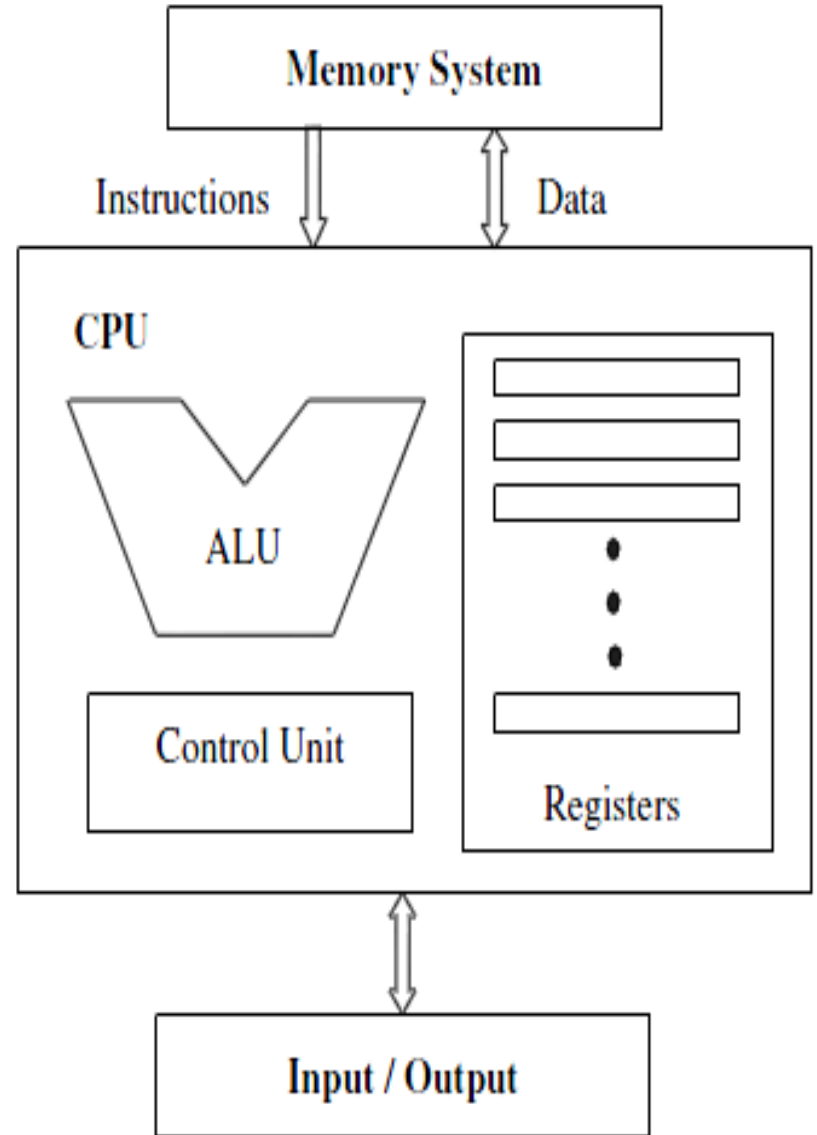 Memory System
Instructions
Data
CPU
ALU
Control Unit
Registers
Input / Output